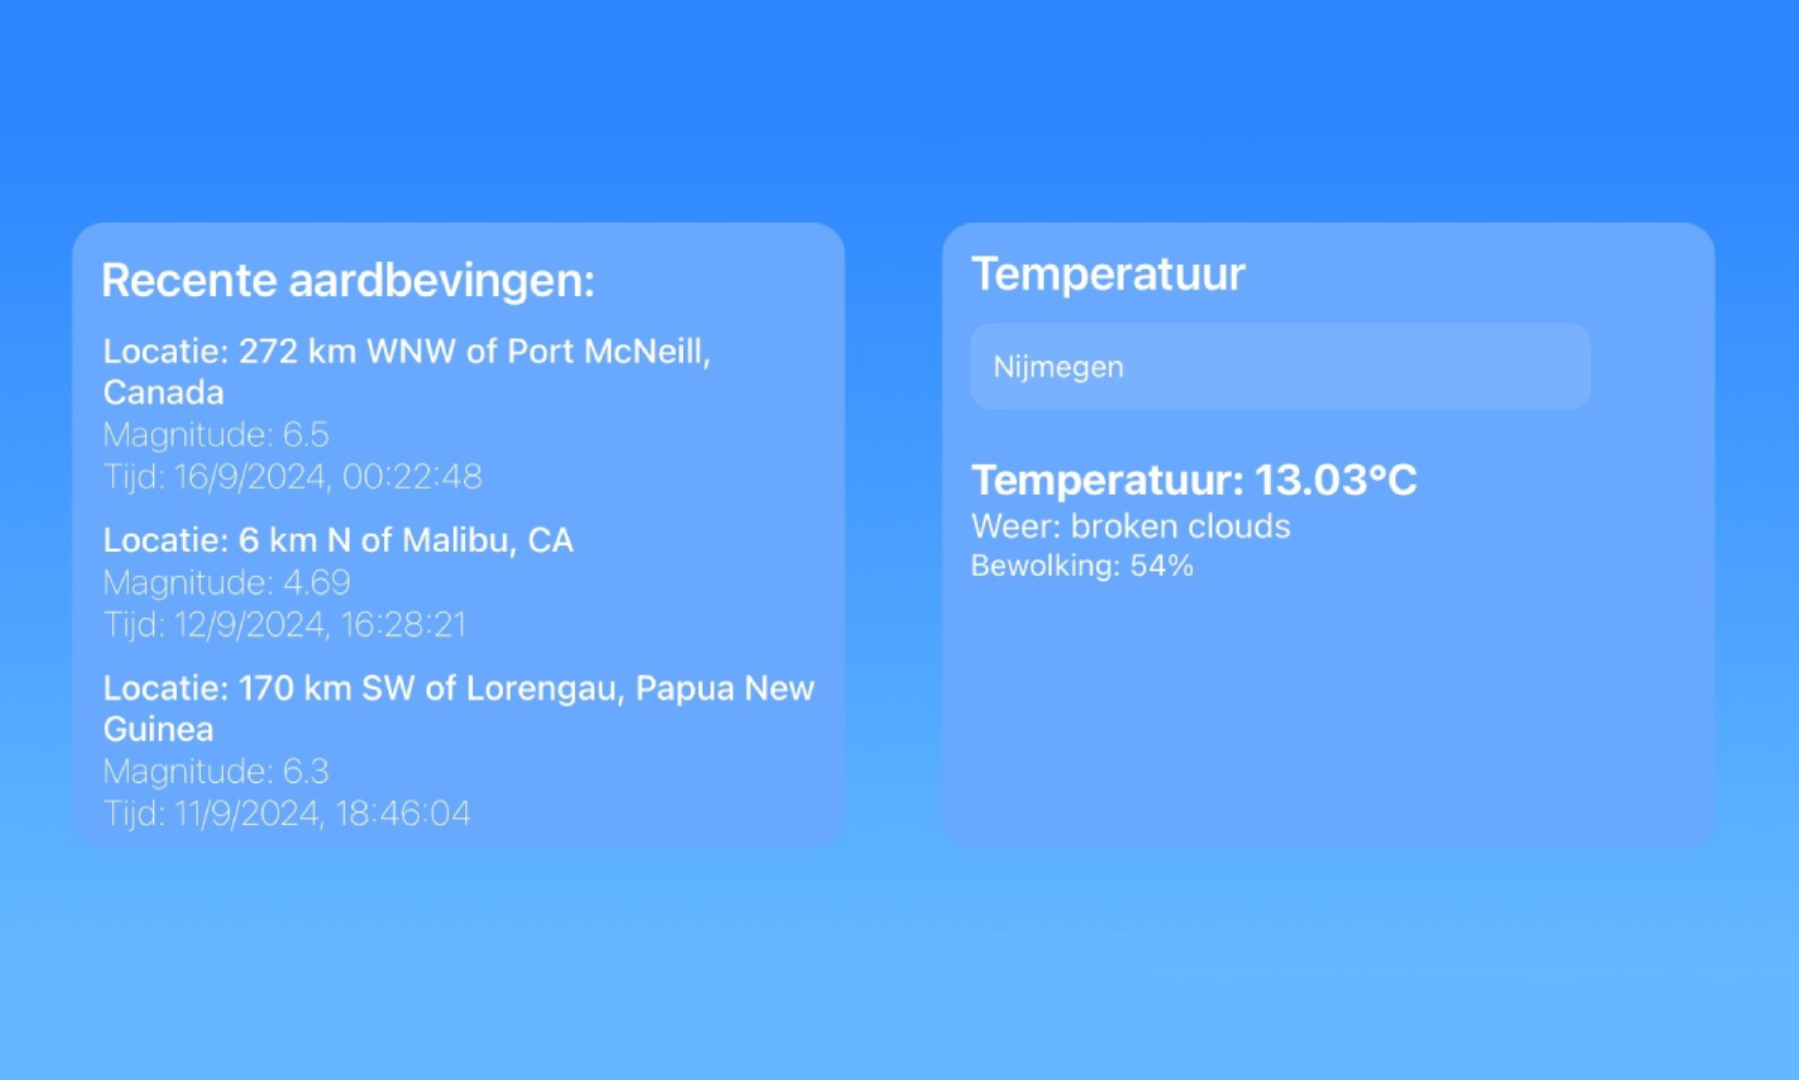 Recente aardbevingen:
Locatie: 272 km WNW of Port McNeill,
Canada
Magnitude: 6.5
Tijd: 16/9/2024, 00:22:48
Locatie: 6 km N of Malibu, CA
Magnitude: 4.69
Tijd: 12/9/2024, 16:28:21
Locatie: 170 km SW of Lorengau, Papua New
Guinea
Magnitude: 6.3
Tijd: 11/9/2024, 18:46:04
Temperatuur
Nijmegen
Temperatuur: 13.03°C
Weer: broken clouds
Bewolking: 54%